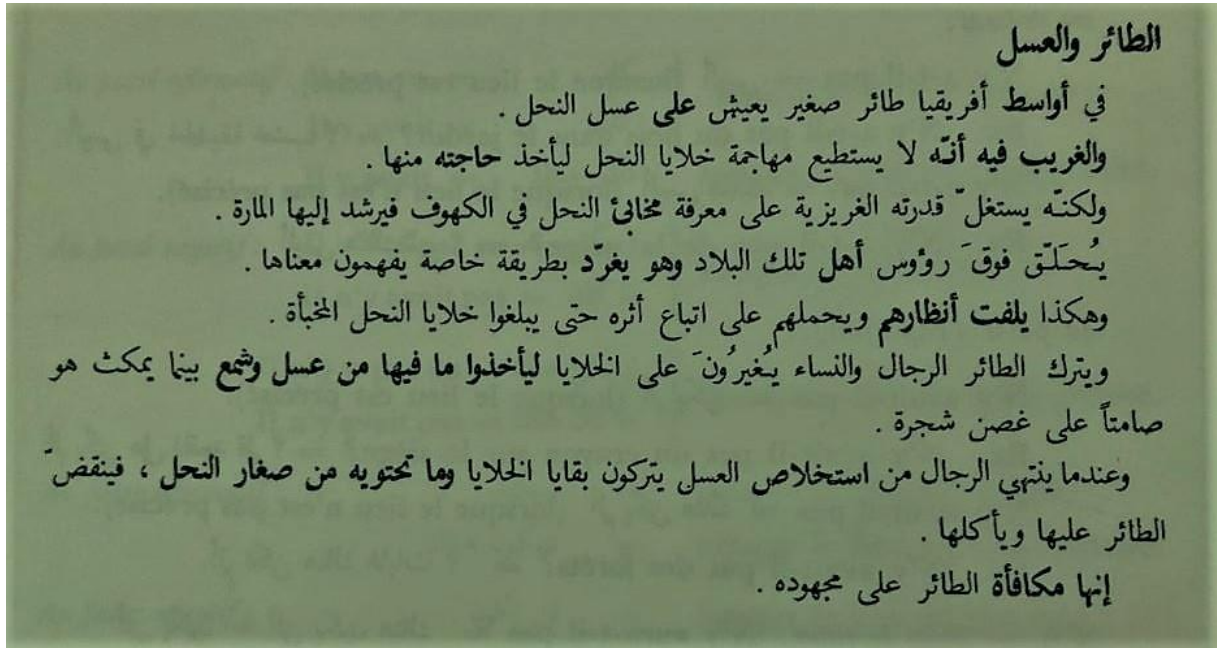 الطائر والعسل
في أواسط أفريقيا طائر صغير يعيش على عسل النحل .
والغريب فيه أنّه لا يستطيع مهاجمة خلايا النحل ليأخذ حاجته منها .
ولكنّه يستغلّ قدرته الغريزية على معرفة مخابئ النحل في الكهوف فيرشد إليها المارة .
يُحَلّق فوقَ رؤوس أهل تلك البلاد وهو يغرّد بطريقة خاصة يفهمون معناها .
وهكذا يلفت أنظارهم ويحملهم على اتباع أثره حتى يبلغوا خلايا النحل المخبأة .
ويترك الطائر الرجال والنساء يُغيرُونَ على الخلايا ليأخذوا ما فيها من عسل وشمع بينما يمكث هو
صامتاً على غصن شجرة .
وعندما ينتهي الرجال من استخلاص العسل يتركون بقايا الخلايا وما تحتويه من صغار النحل ، فينقضّ
الطائر عليها ويأكلها .
إنها مكافأة الطائر على مجهوده .